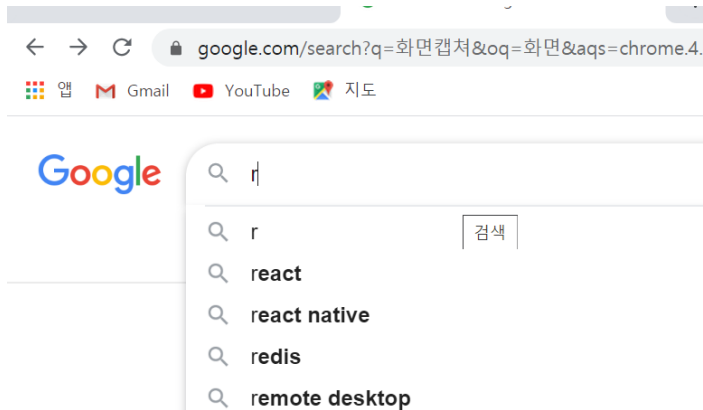 google.com/search?q=화면캡쳐&oq=화면&aqs=chrome.4.
앱 Gmail YouTube 지도
Google r
r 검색
react
react native
redis
remote desktop